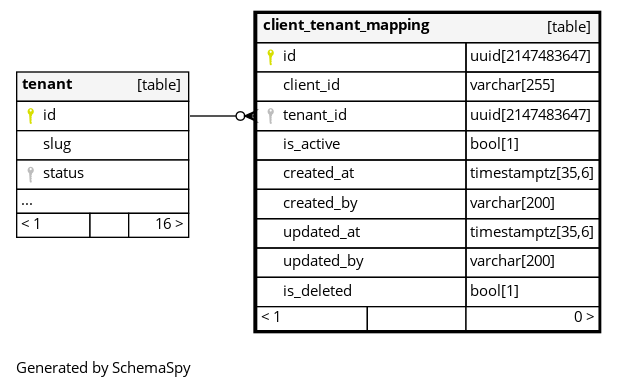 client_tenant_mapping [table]
id uuid[2147483647]
client_id varchar[255]
tenant_id uuid[2147483647]
is_active bool[1]
created_at timestamptz[35,6]
created_by varchar[200]
updated_at timestamptz[35,6]
updated_by varchar[200]
is_deleted bool[1]
< 1 0 >
tenant [table]
id
slug
status
...
< 1 16 >
Generated by SchemaSpy